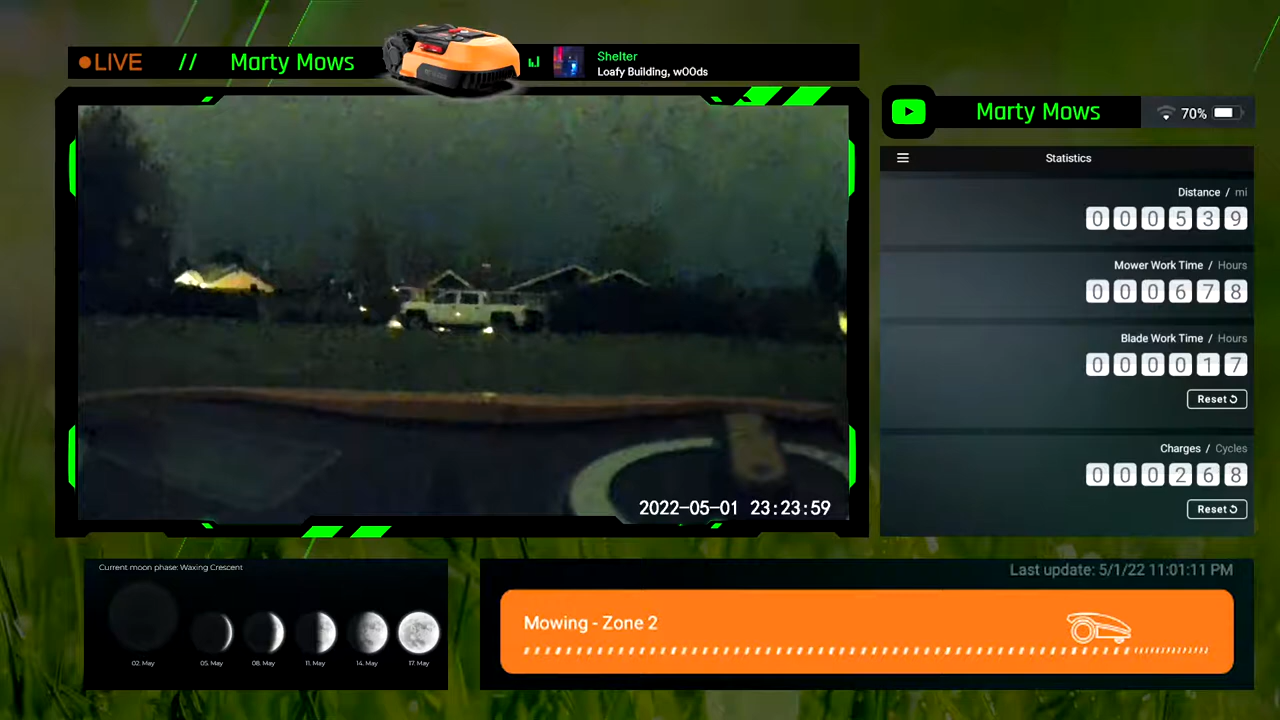 LIVE // Marty Mows
Shelter
Loafy Building, w00ds
Marty Mows
70%
Statistics
Distance / mi
000539
Mower Work Time / Hours
000678
Blade Work Time / Hours
000017
Reset
Charges / Cycles
000268
Reset
2022-05-01 23:23:59
Current moon phase: Waxing Crescent
02. May 05. May 08. May 11. May 14. May 17. May
Last update: 5/1/22 11:01:11 PM
Mowing - Zone 2